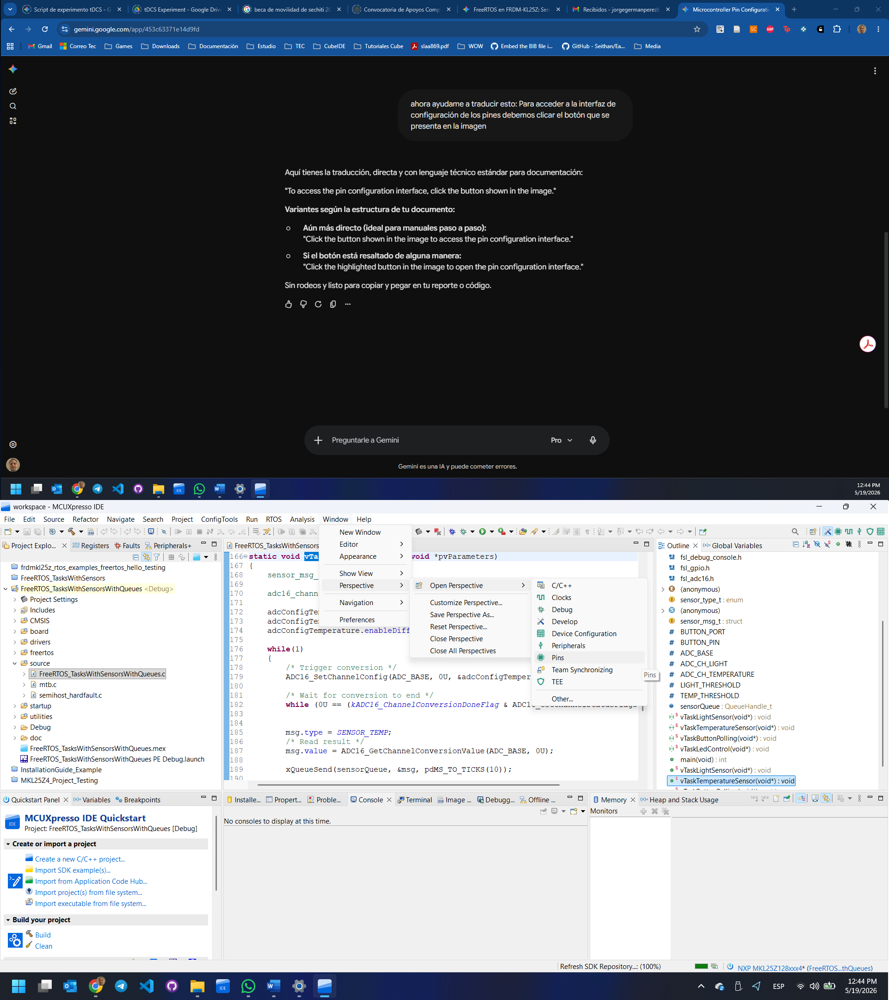 Script de experimento tDCS - G
tDCS Experiment - Google Drive
beca de movilidad de sechiti 20
Convocatoria de Apoyos Comp
FreeRTOS en FRDM-KL25Z: Sen
Recibidos - jorgegermanperezb
Microcontroller Pin Configurati
gemini.google.com/app/453c63371e14d9fd
Gmail
Correo Tec
Games
Downloads
Documentación
Estudio
TEC
CubeIDE
Tutoriales Cube
slaa869.pdf
WOW
Embed the BIB file i...
GitHub - Seithan/Ea...
Media
ahora ayudame a traducir esto: Para acceder a la interfaz de
configuración de los pines debemos clicar el botón que se
presenta en la imagen
Aquí tienes la traducción, directa y con lenguaje técnico estándar para documentación:
"To access the pin configuration interface, click the button shown in the image."
Variantes según la estructura de tu documento:
Aún más directo (ideal para manuales paso a paso):
"Click the button shown in the image to access the pin configuration interface."
Si el botón está resaltado de alguna manera:
"Click the highlighted button in the image to open the pin configuration interface."
Sin rodeos y listo para copiar y pegar en tu reporte o código.
Preguntarle a Gemini
Pro
Gemini es una IA y puede cometer errores.
12:44 PM
5/19/2026
workspace - MCUXpresso IDE
File Edit Source Refactor Navigate Search Project ConfigTools Run RTOS Analysis Window Help
Project Explo...
Registers
Faults
Peripherals+
frdmkl25z_rtos_examples_freertos_hello_testing
FreeRTOS_TasksWithSensors
FreeRTOS_TasksWithSensorsWithQueues <Debug>
Project Settings
Includes
CMSIS
board
drivers
freertos
source
FreeRTOS_TasksWithSensorsWithQueues.c
mtb.c
semihost_hardfault.c
startup
utilities
Debug
doc
FreeRTOS_TasksWithSensorsWithQueues.mex
FreeRTOS_TasksWithSensorsWithQueues PE Debug.launch
InstallationGuide_Example
MKL25Z4_Project_Testing
FreeRTOS_TasksWithSensors
166 static void vTa void *pvParameters)
167 {
168 sensor_msg_
169
170 adc16_chann
171
172 adcConfigTe
173 adcConfigTe
174 adcConfigTemperature.enableDiff
175
176 while(1)
177 {
178 /* Trigger conversion */
179 ADC16_SetChannelConfig(ADC_BASE, 0U, &adcConfigTemper
180
181 /* Wait for conversion to end */
182 while (0U == (kADC16_ChannelConversionDoneFlag & ADC16_GetChannelStatusFlags
183
184
185 msg.type = SENSOR_TEMP;
186 /* Read result */
187 msg.value = ADC16_GetChannelConversionValue(ADC_BASE, 0U);
188
189 xQueueSend(sensorQueue, &msg, pdMS_TO_TICKS(10));
190
New Window
Editor
Appearance
Show View
Perspective
Navigation
Preferences
Open Perspective
Customize Perspective...
Save Perspective As...
Reset Perspective...
Close Perspective
Close All Perspectives
C/C++
Clocks
Debug
Develop
Device Configuration
Peripherals
Pins
Team Synchronizing
TEE
Other...
Pins
Outline
Global Variables
fsl_debug_console.h
fsl_gpio.h
fsl_adc16.h
(anonymous)
sensor_type_t : enum
(anonymous)
sensor_msg_t : struct
BUTTON_PORT
BUTTON_PIN
ADC_BASE
ADC_CH_LIGHT
ADC_CH_TEMPERATURE
LIGHT_THRESHOLD
TEMP_THRESHOLD
sensorQueue : QueueHandle_t
vTaskLightSensor(void*) : void
vTaskTemperatureSensor(void*) : void
vTaskButtonPolling(void*) : void
vTaskLedControl(void*) : void
main(void) : int
vTaskLightSensor(void*) : void
vTaskTemperatureSensor(void*) : void
Quickstart Panel
Variables
Breakpoints
MCUXpresso IDE Quickstart
IDE
Project: FreeRTOS_TasksWithSensorsWithQueues [Debug]
Create or import a project
Create a new C/C++ project...
Import SDK example(s)...
Import from Application Code Hub...
Import project(s) from file system...
Import executable from file system...
Build your project
Build
Clean
Installe...
Propert...
Proble...
Console
Terminal
Image ...
Debugg...
Offline ...
No consoles to display at this time.
Memory
Heap and Stack Usage
Monitors
Refresh SDK Repository...: (100%)
NXP MKL25Z128xxx4* (FreeRTOS...thQueues)
ESP
12:44 PM
5/19/2026